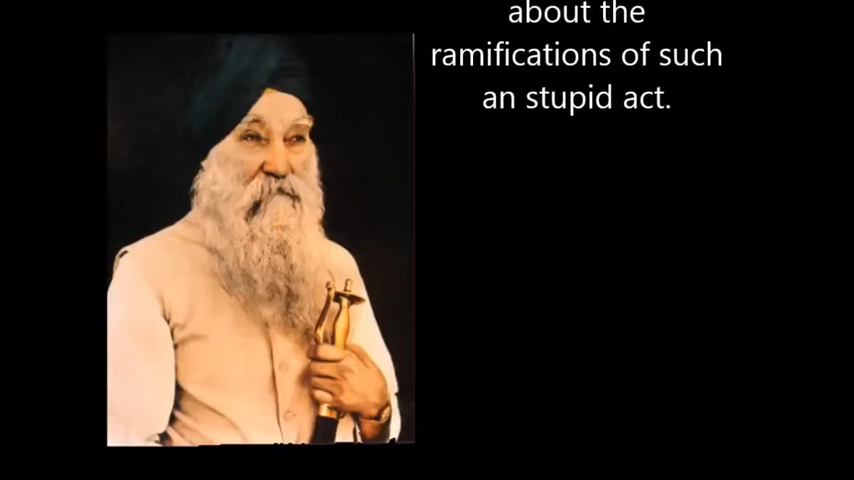 about the
ramifications of such
an stupid act.